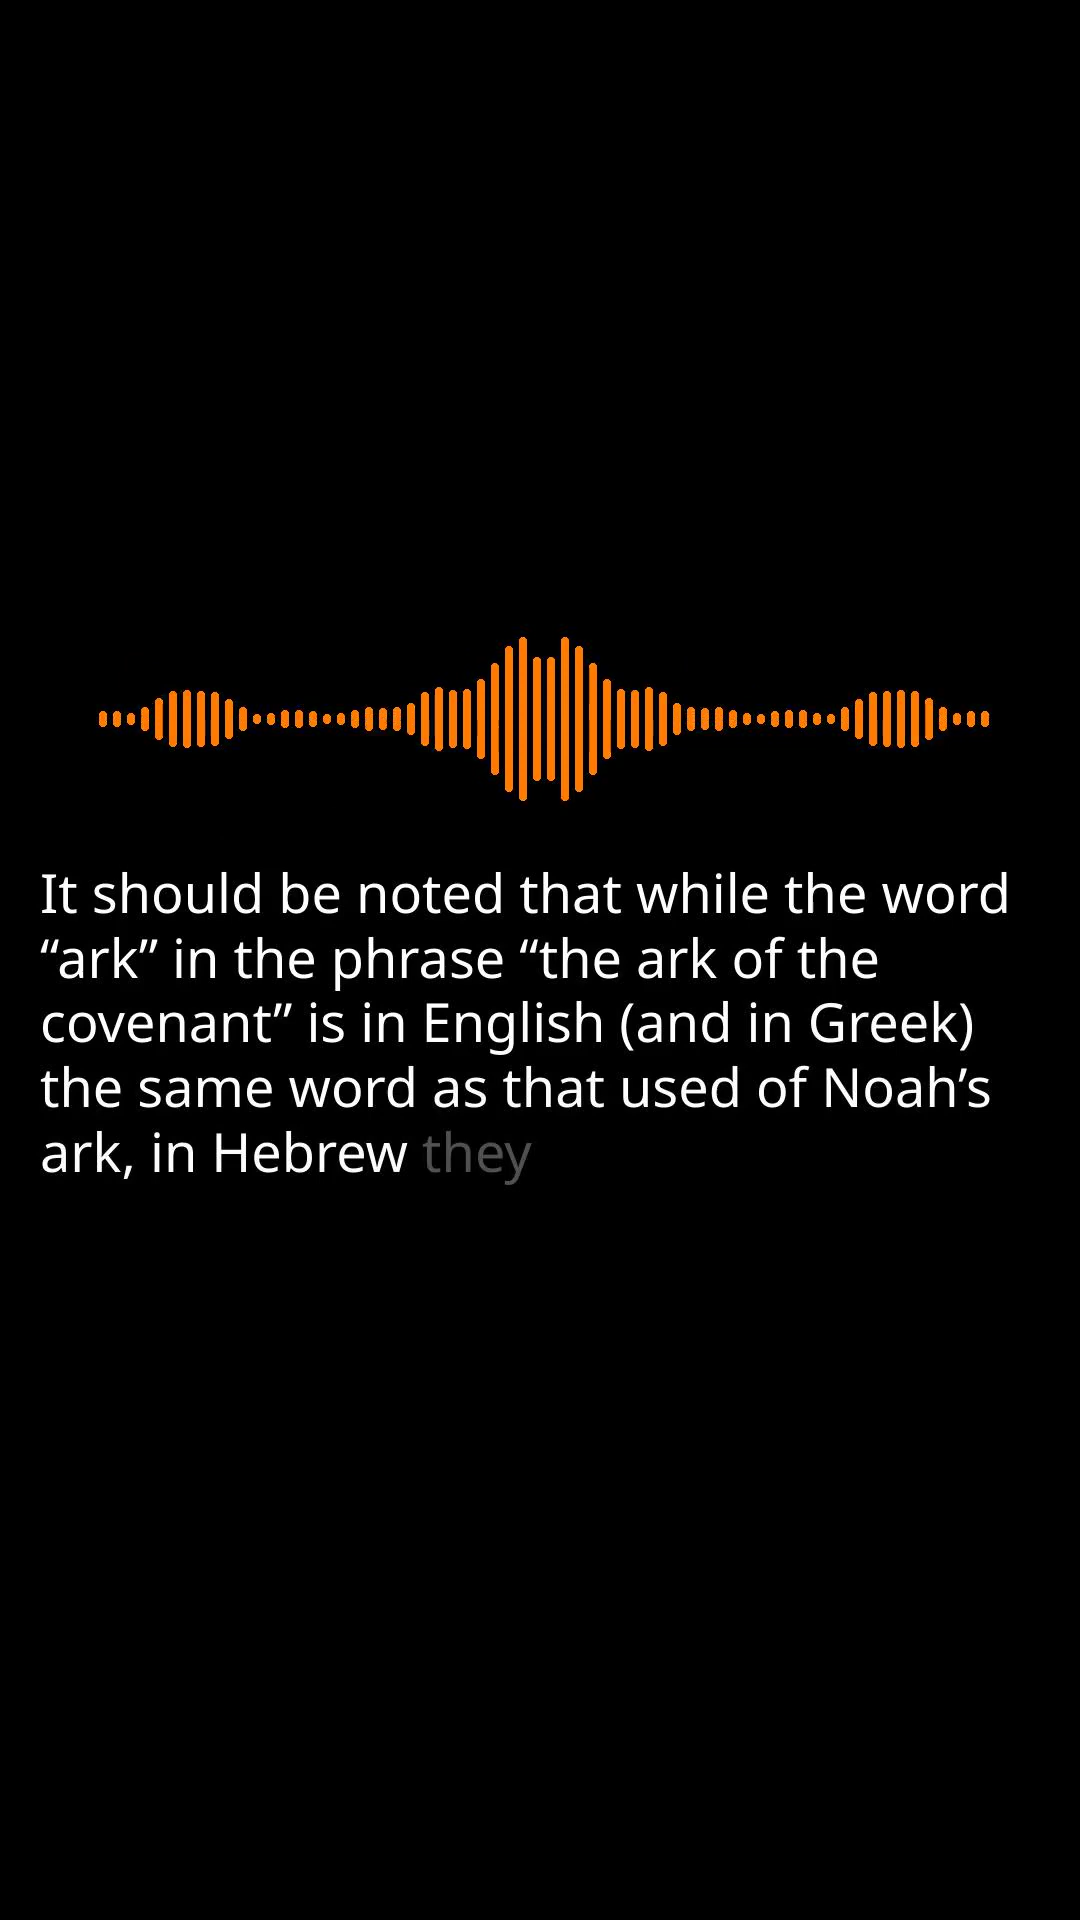 It should be noted that while the word
“ark” in the phrase “the ark of the
covenant” is in English (and in Greek)
the same word as that used of Noah’s
ark, in Hebrew they